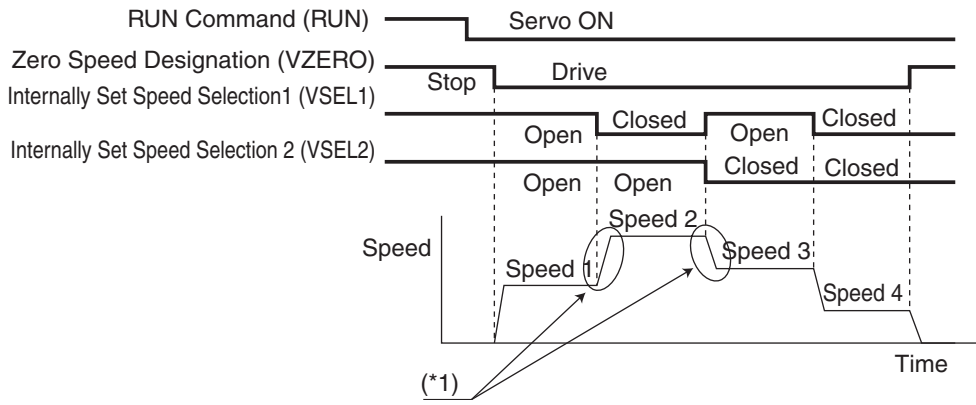 RUN Command (RUN) Servo ON
Zero Speed Designation (VZERO) Stop Drive
Internally Set Speed Selection1 (VSEL1) Open Closed Open Closed
Internally Set Speed Selection 2 (VSEL2) Open Open Closed Closed
Speed
Speed 1
Speed 2
Speed 3
Speed 4
Time
(*1)